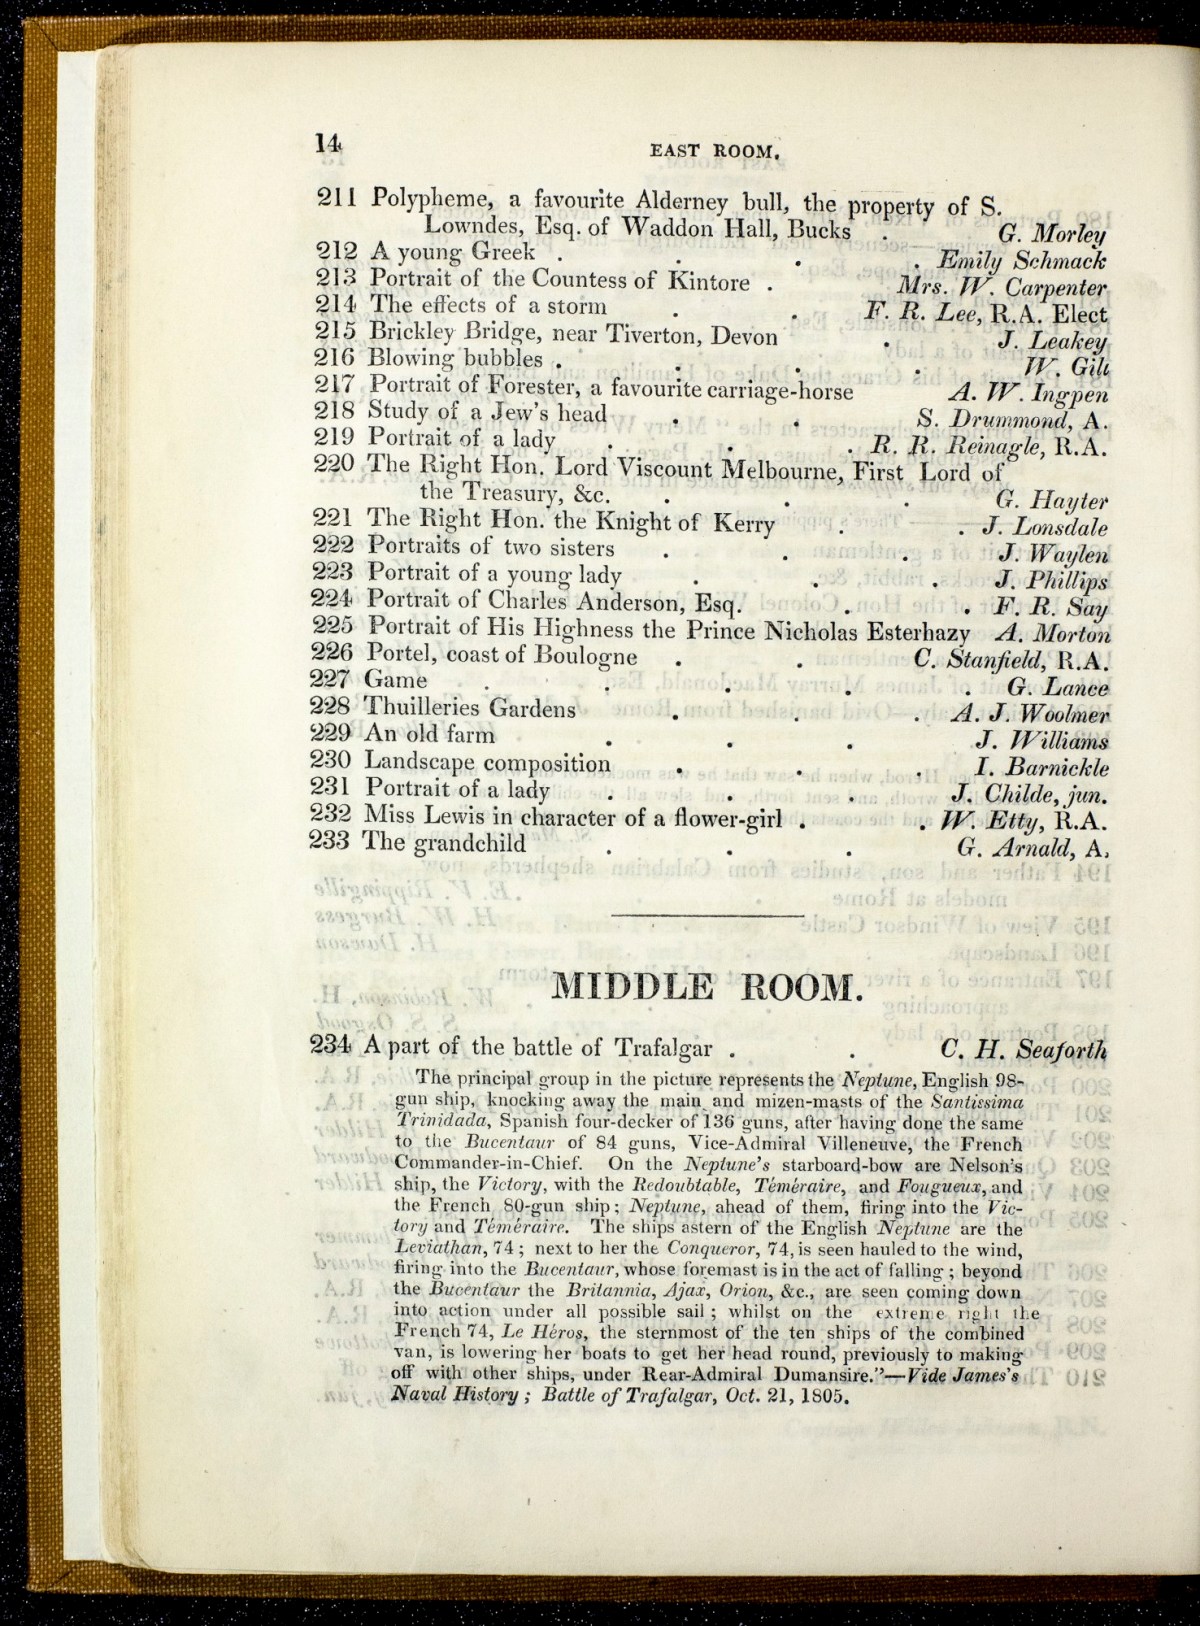 14
EAST ROOM.
211 Polypheme, a favourite Alderney bull, the property of S.
Lowndes, Esq. of Waddon Hall, Bucks . G. Morley
212 A young Greek . . . . Emily Schmack
213 Portrait of the Countess of Kintore . Mrs. W. Carpenter
214 The effects of a storm . . F. R. Lee, R.A. Elect
215 Brickley Bridge, near Tiverton, Devon . J. Leakey
216 Blowing bubbles . . . . W. Gill
217 Portrait of Forester, a favourite carriage-horse A. W. Ingpen
218 Study of a Jew's head . . S. Drummond, A.
219 Portrait of a lady . . . R. R. Reinagle, R.A.
220 The Right Hon. Lord Viscount Melbourne, First Lord of
the Treasury, &c. . . . G. Hayter
221 The Right Hon. the Knight of Kerry . . J. Lonsdale
222 Portraits of two sisters . . . J. Waylen
223 Portrait of a young lady . . . J. Phillips
224 Portrait of Charles Anderson, Esq. . . F. R. Say
225 Portrait of His Highness the Prince Nicholas Esterhazy A. Morton
226 Portel, coast of Boulogne . . C. Stanfield, R.A.
227 Game . . . . . G. Lance
228 Thuilleries Gardens . . . A. J. Woolmer
229 An old farm . . . J. Williams
230 Landscape composition . . . I. Barnickle
231 Portrait of a lady . . . J. Childe, jun.
232 Miss Lewis in character of a flower-girl . . W. Etty, R.A.
233 The grandchild . . . G. Arnald, A.
MIDDLE ROOM.
234 A part of the battle of Trafalgar . . C. H. Seaforth
The principal group in the picture represents the Neptune, English 98-
gun ship, knocking away the main and mizen-masts of the Santissima
Trinidada, Spanish four-decker of 136 guns, after having done the same
to the Bucentaur of 84 guns, Vice-Admiral Villeneuve, the French
Commander-in-Chief. On the Neptune's starboard-bow are Nelson's
ship, the Victory, with the Redoubtable, Téméraire, and Fougueux, and
the French 80-gun ship; Neptune, ahead of them, firing into the Vic-
tory and Téméraire. The ships astern of the English Neptune are the
Leviathan, 74; next to her the Conqueror, 74, is seen hauled to the wind,
firing into the Bucentaur, whose foremast is in the act of falling; beyond
the Bucentaur the Britannia, Ajax, Orion, &c., are seen coming down
into action under all possible sail; whilst on the extreme right the
French 74, Le Héros, the sternmost of the ten ships of the combined
van, is lowering her boats to get her head round, previously to making
off with other ships, under Rear-Admiral Dumansire."—Vide James's
Naval History; Battle of Trafalgar, Oct. 21, 1805.